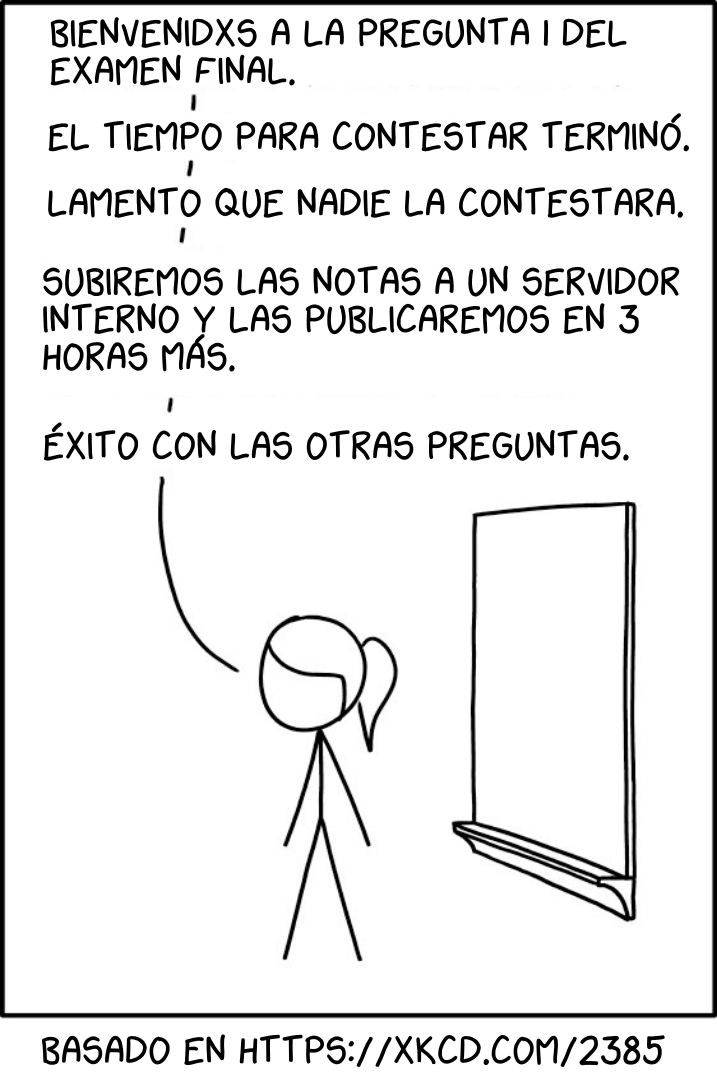 BIENVENIDXS A LA PREGUNTA 1 DEL
EXAMEN FINAL.
EL TIEMPO PARA CONTESTAR TERMINÓ.
LAMENTO QUE NADIE LA CONTESTARA.
SUBIREMOS LAS NOTAS A UN SERVIDOR
INTERNO Y LAS PUBLICAREMOS EN 3
HORAS MÁS.
ÉXITO CON LAS OTRAS PREGUNTAS.
BASADO EN HTTPS://XKCD.COM/2385